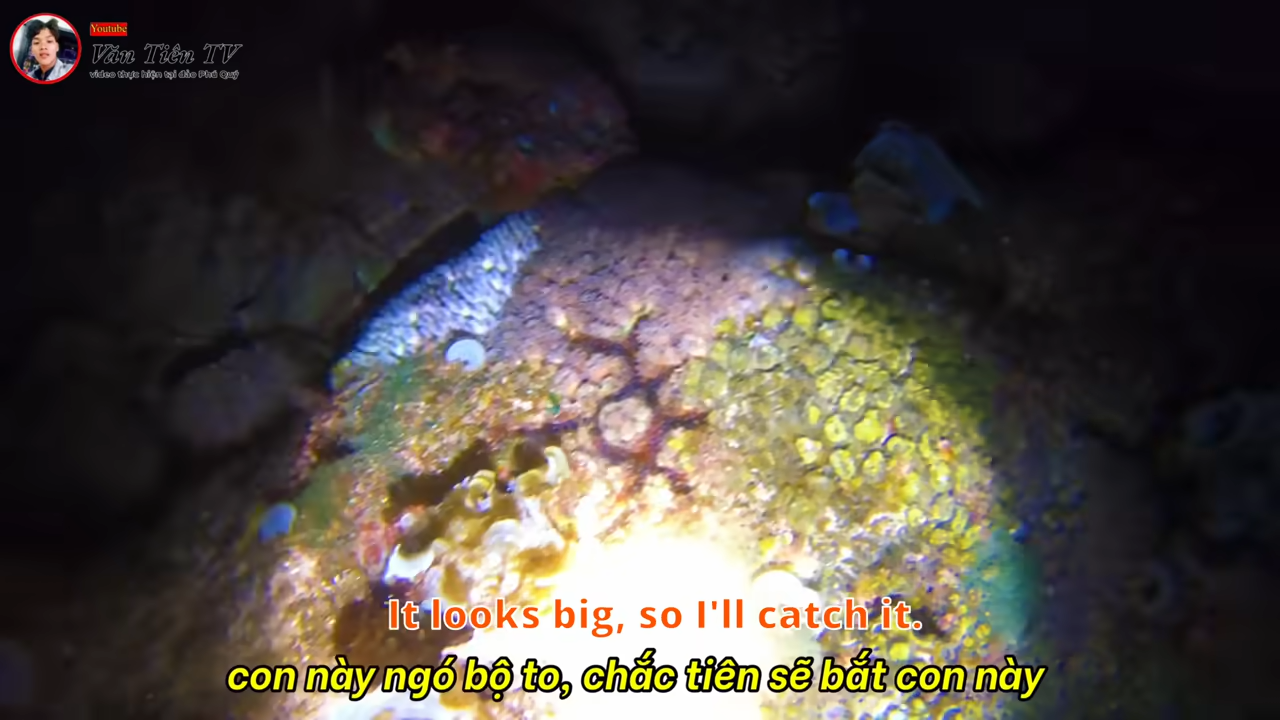 Youtube
Văn Tiên TV
video thực hiện tại đảo Phú Quý
It looks big, so I'll catch it.
con này ngó bộ to, chắc tiên sẽ bắt con này